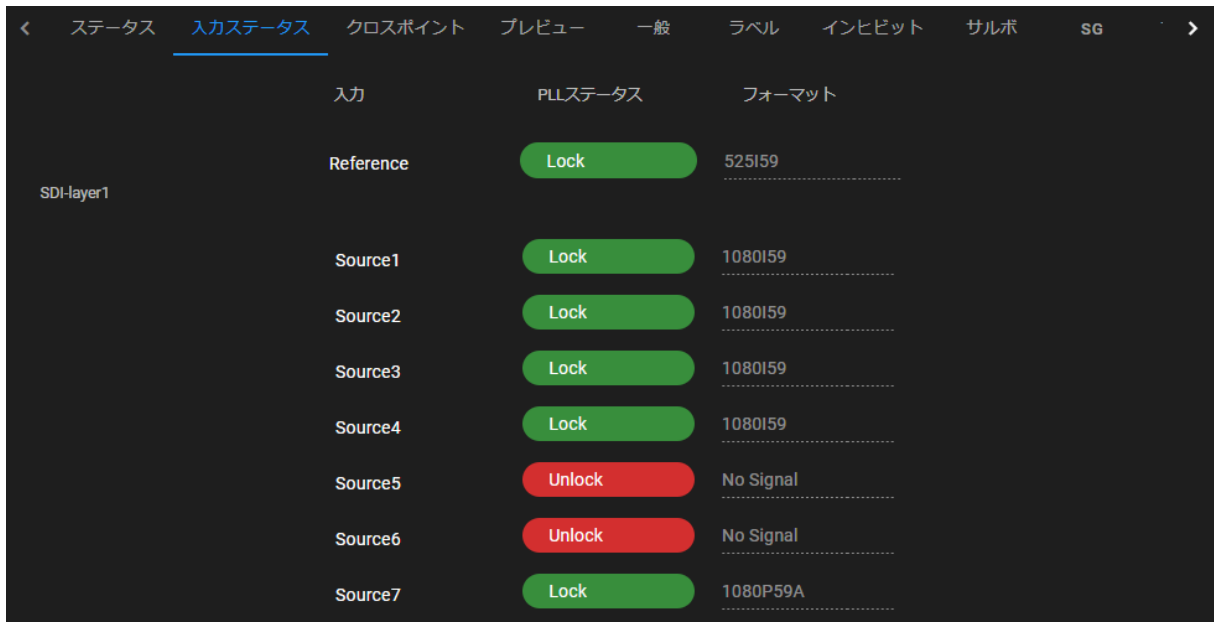 ステータス 入力ステータス クロスポイント プレビュー 一般 ラベル インヒビット サルボ SG
入力 PLLステータス フォーマット
Reference Lock 525I59
SDI-layer1
Source1 Lock 1080I59
Source2 Lock 1080I59
Source3 Lock 1080I59
Source4 Lock 1080I59
Source5 Unlock No Signal
Source6 Unlock No Signal
Source7 Lock 1080P59A